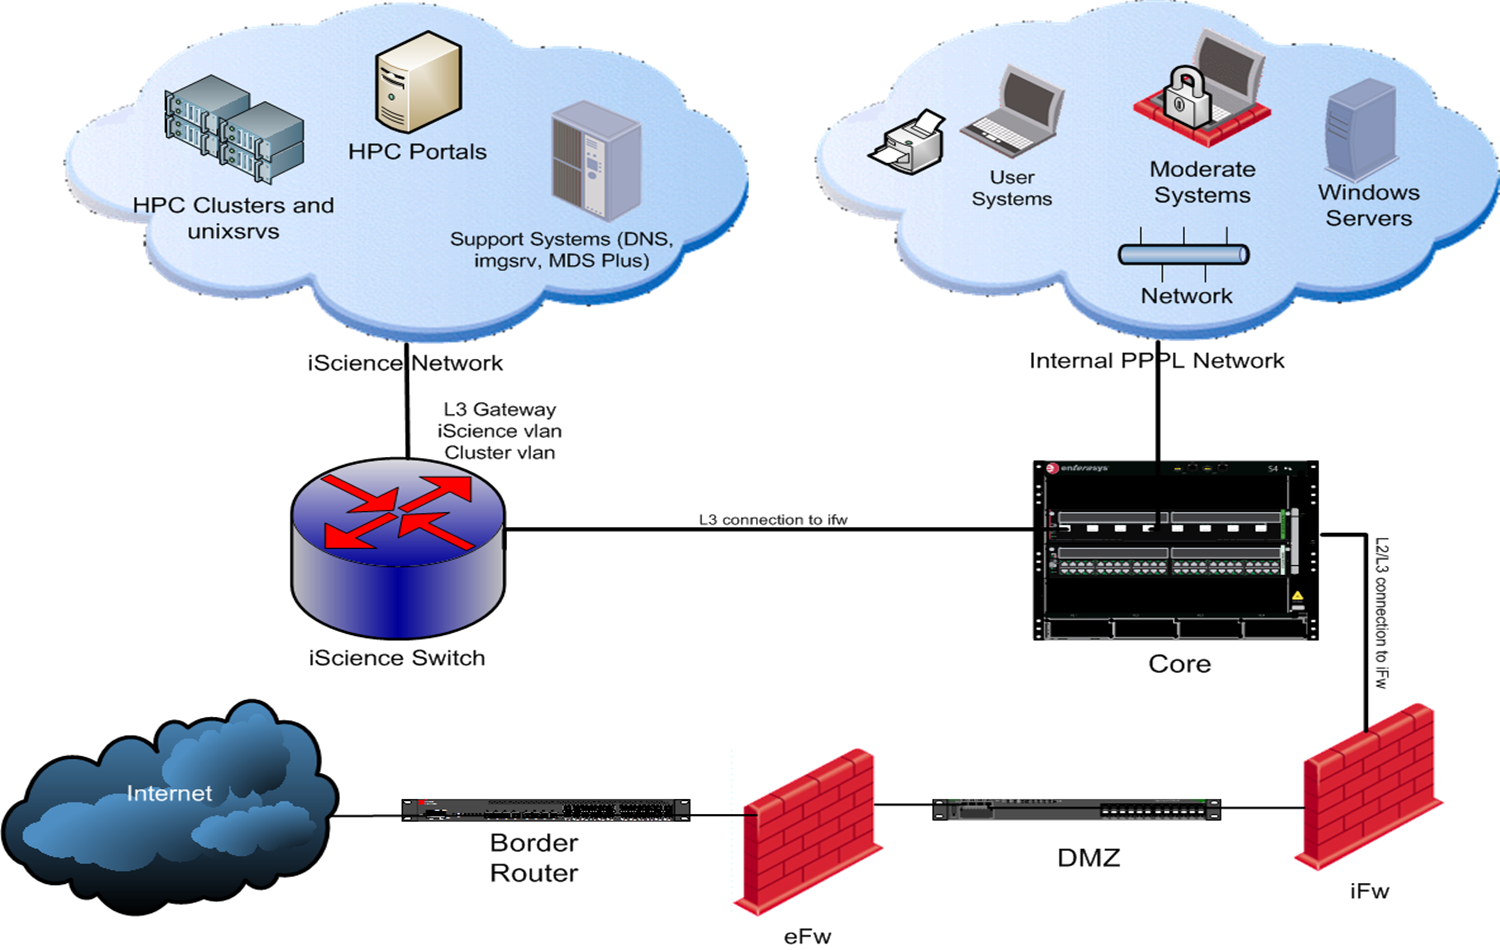 HPC Portals
HPC Clusters and
unixsrvs
Support Systems (DNS,
imgsrv, MDS Plus)
iScience Network
User
Systems
Moderate
Systems
Windows
Servers
Network
Internal PPPL Network
L3 Gateway
iScience vlan
Cluster vlan
iScience Switch
L3 connection to ifw
enterasys
S4
Core
L2/L3 connection to iFw
Internet
Border
Router
eFw
DMZ
iFw